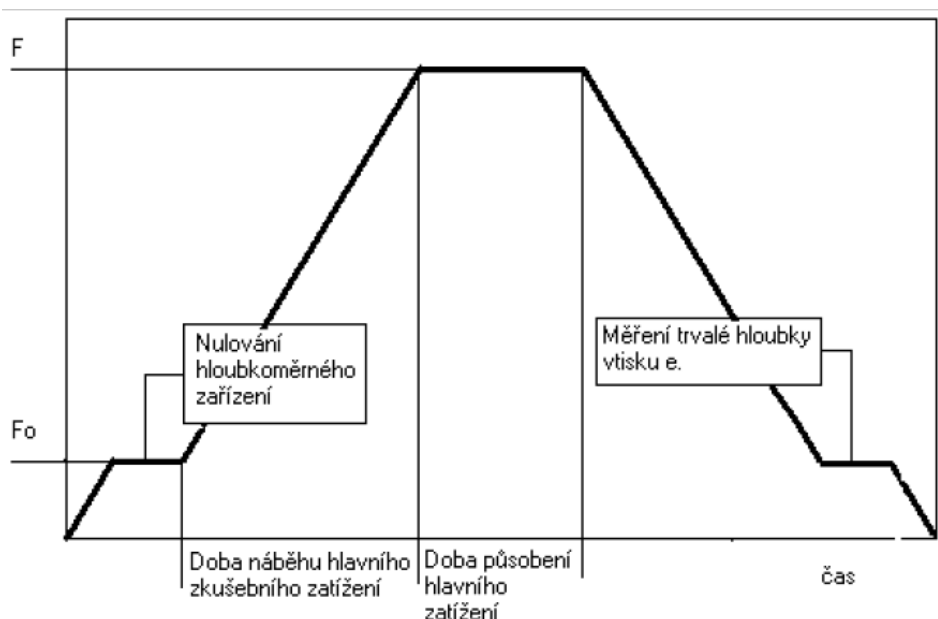 F
Nulování
hloubkoměrného
zařízení
Měření trvalé hloubky
vtisku e.
Fo
Doba náběhu hlavního
zkušebního zatížení
Doba působení
hlavního
zatížení
čas